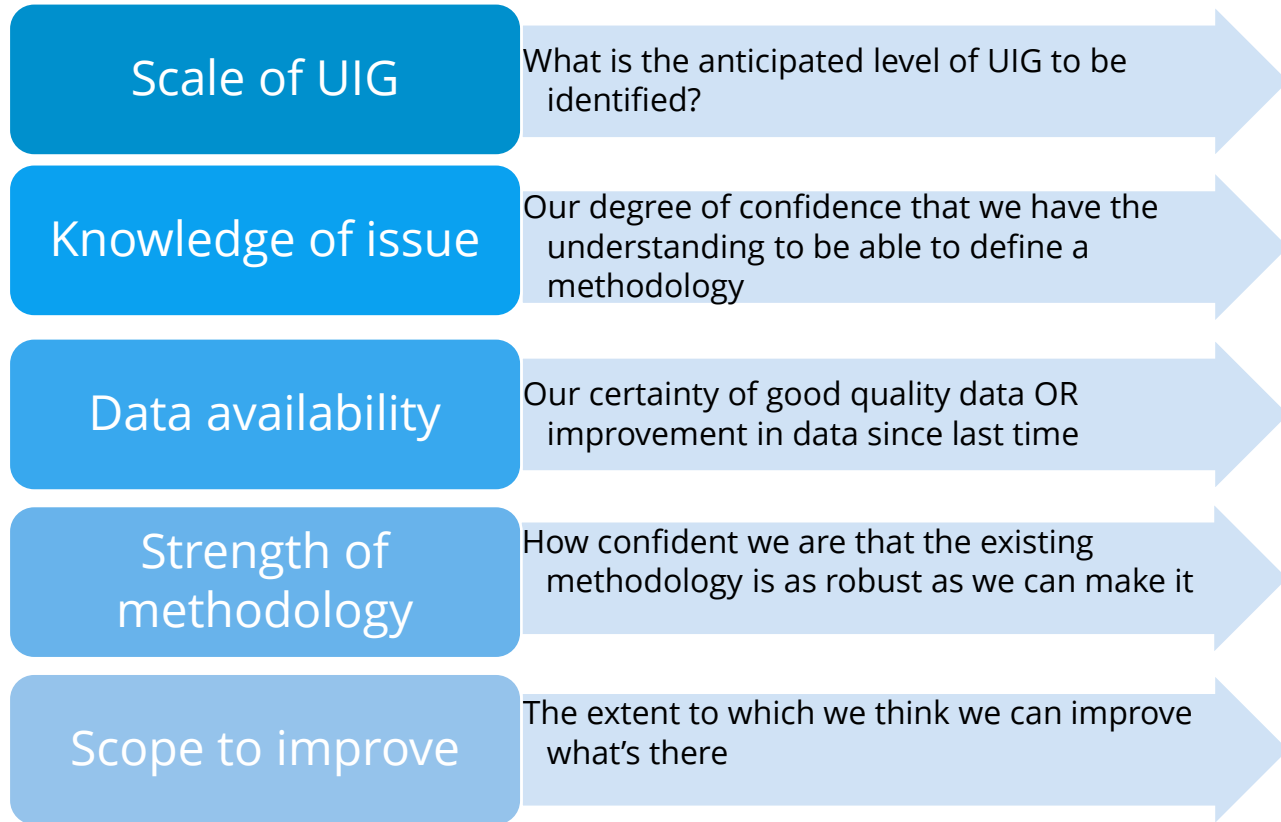 Scale of UIG
What is the anticipated level of UIG to be
identified?
Knowledge of issue
Our degree of confidence that we have the
understanding to be able to define a
methodology
Data availability
Our certainty of good quality data OR
improvement in data since last time
Strength of
methodology
How confident we are that the existing
methodology is as robust as we can make it
Scope to improve
The extent to which we think we can improve
what’s there